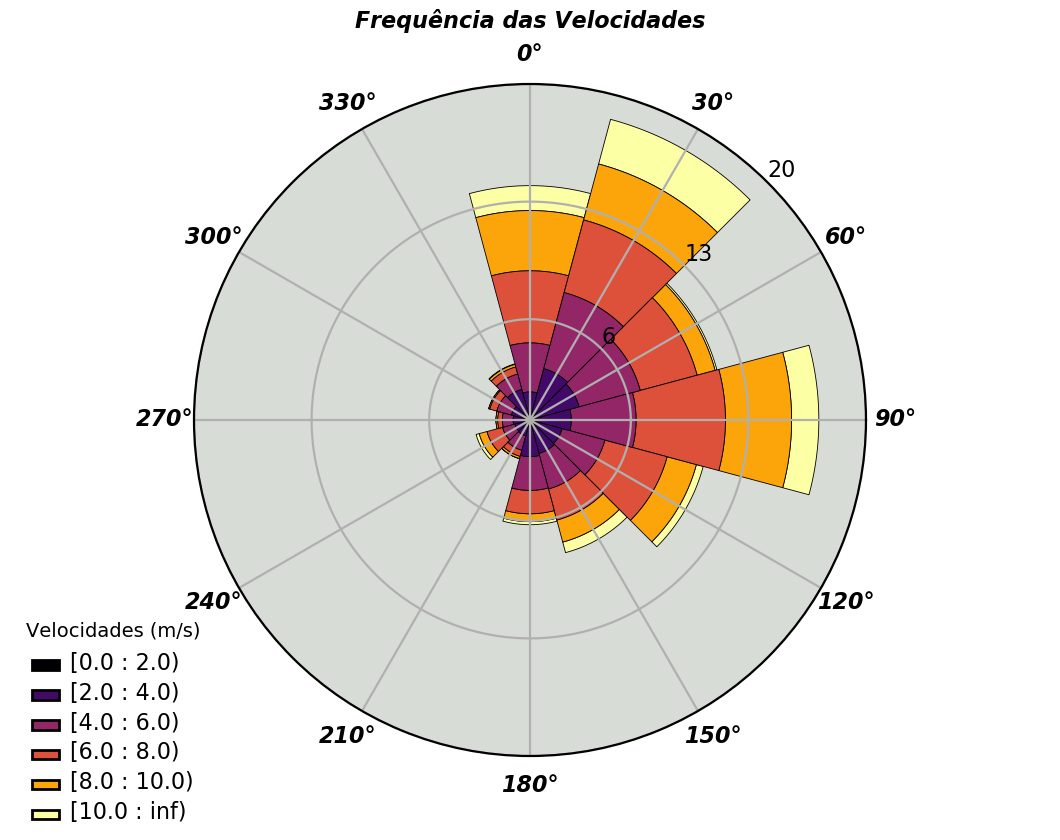 Frequência das Velocidades
0°
330°
30°
20
300°
60°
13
6
270°
90°
240°
120°
210°
150°
180°
Velocidades (m/s)
[0.0 : 2.0)
[2.0 : 4.0)
[4.0 : 6.0)
[6.0 : 8.0)
[8.0 : 10.0)
[10.0 : inf)